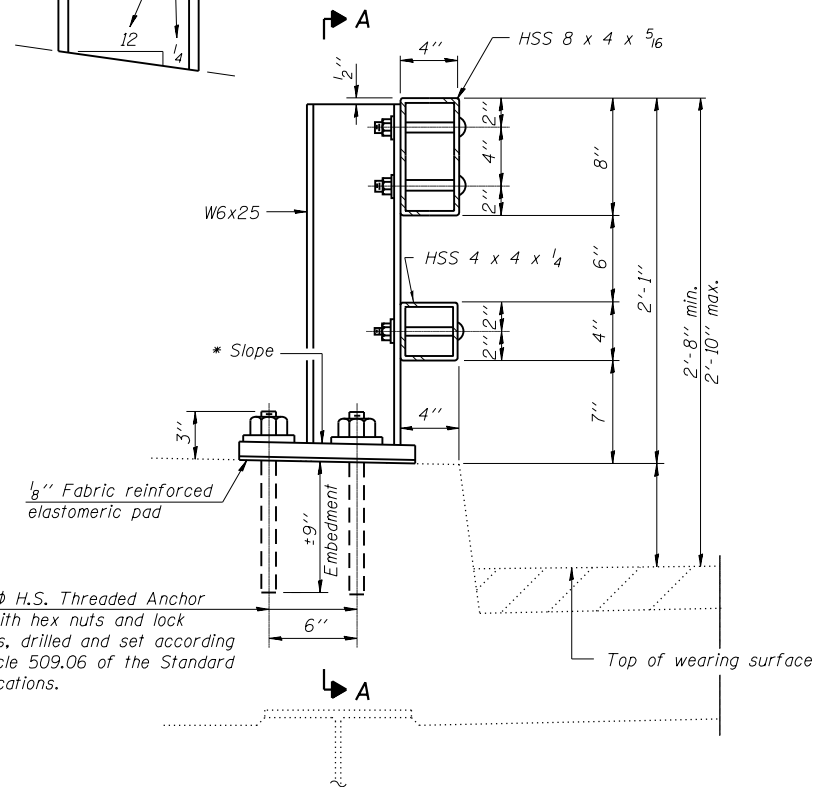 12
1/4
A
4''
HSS 8 x 4 x 5/16
1/2''
2''
4''
2''
8''
W6x25
HSS 4 x 4 x 1/4
6''
2'-1''
2'-8'' min.
2'-10'' max.
2''
2''
4''
* Slope
4''
7''
3''
1/8'' Fabric reinforced
elastomeric pad
±9''
Embedment
ϕ H.S. Threaded Anchor
ith hex nuts and lock
s, drilled and set according
cle 509.06 of the Standard
cations.
6''
Top of wearing surface
A